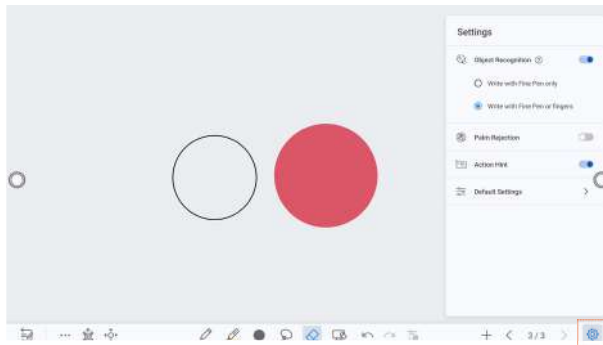 Settings
Object Recognition
Write with Fine Pen only
Write with Fine Pen or fingers
Palm Rejection
Action Hint
Default Settings
3/3